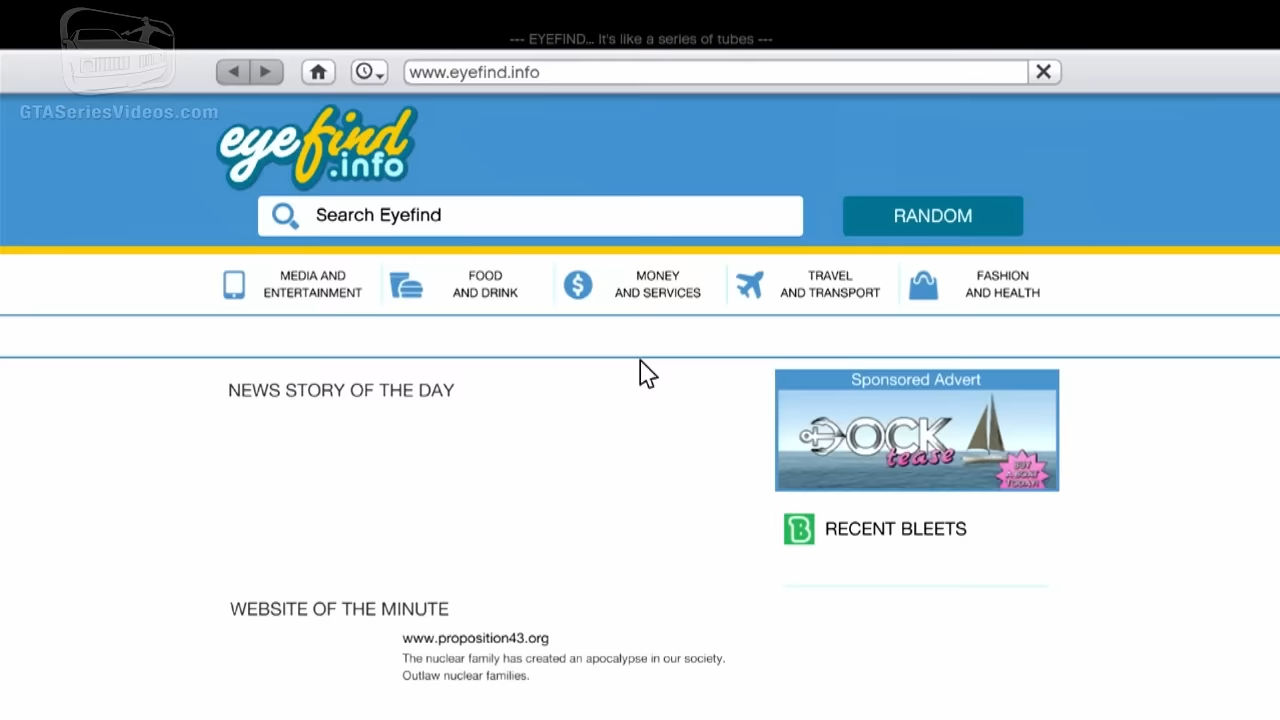 --- EYEFIND... It's like a series of tubes ---
www.eyefind.info
GTASeriesVideos.com
eyefind
.info
Search Eyefind
RANDOM
MEDIA AND
ENTERTAINMENT
FOOD
AND DRINK
MONEY
AND SERVICES
TRAVEL
AND TRANSPORT
FASHION
AND HEALTH
NEWS STORY OF THE DAY
Sponsored Advert
DOCK
tease
BUY
A BOAT
TODAY!
B RECENT BLEETS
WEBSITE OF THE MINUTE
www.proposition43.org
The nuclear family has created an apocalypse in our society.
Outlaw nuclear families.